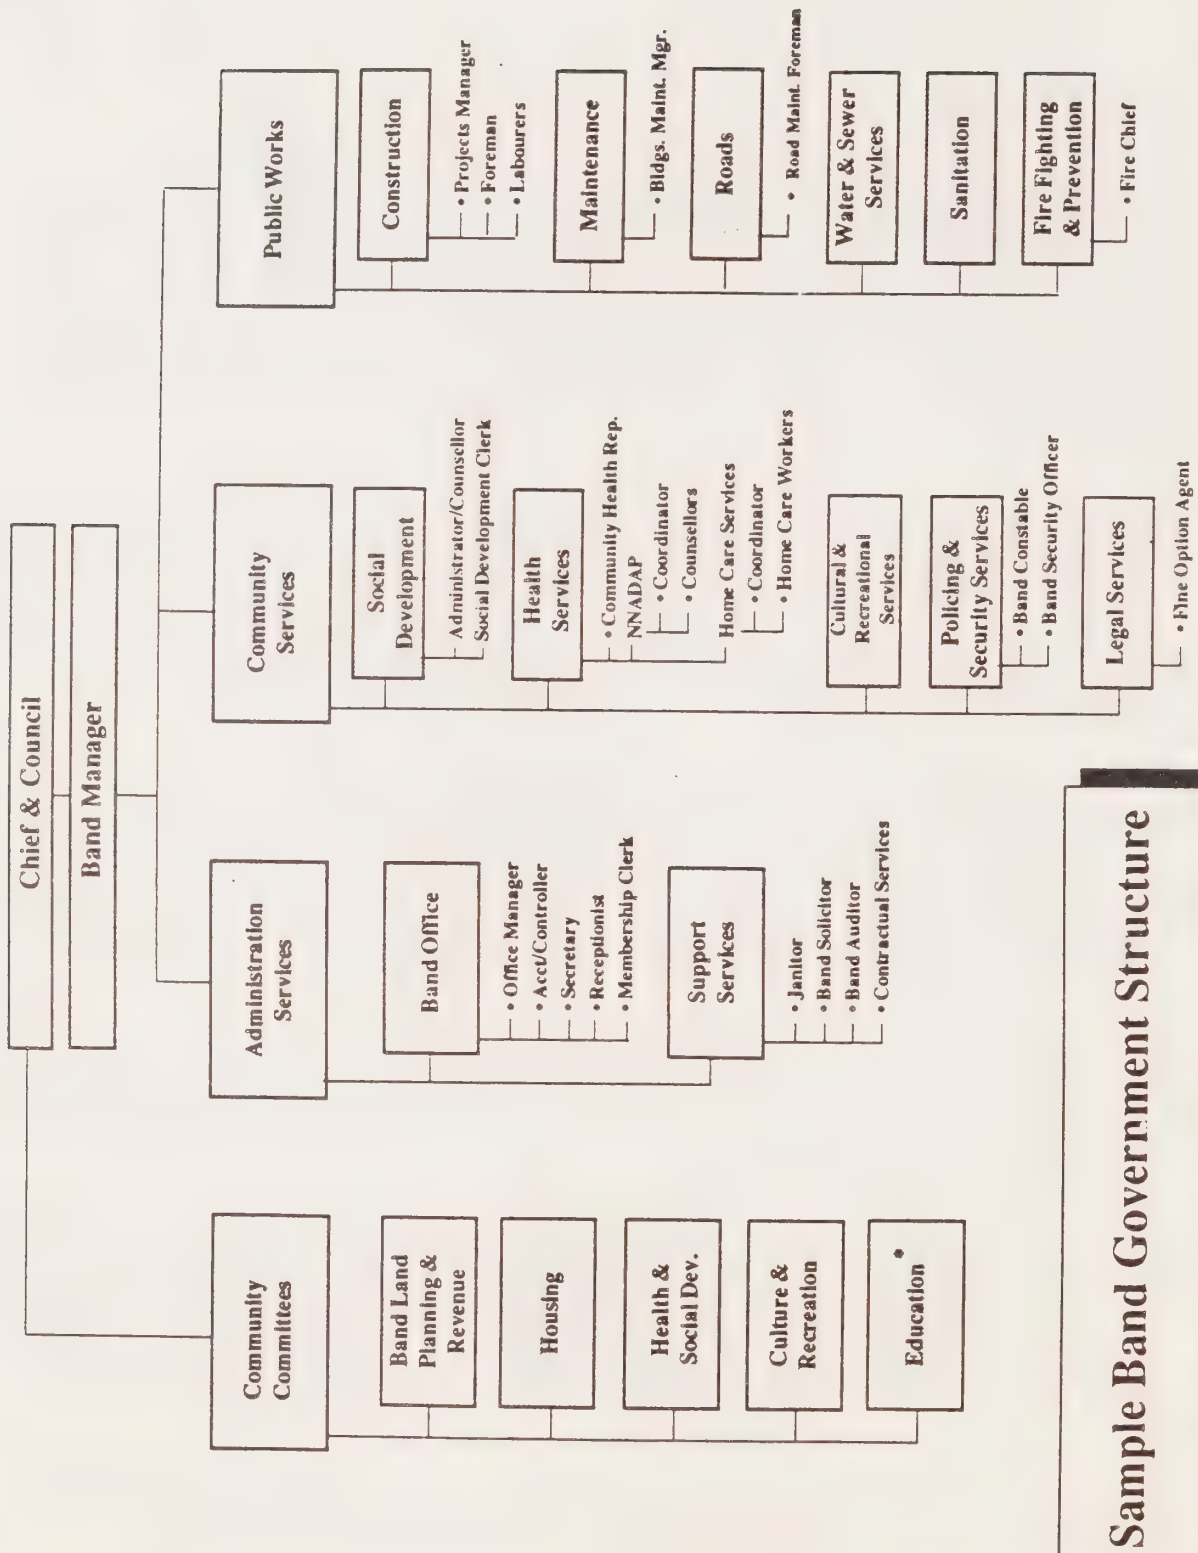 Chief & Council
Band Manager
Community
Committees
Band Land
Planning &
Revenue
Housing
Health &
Social Dev.
Culture &
Recreation
Education*
Administration
Services
Band Office
• Office Manager
• Acct/Controller
• Secretary
• Receptionist
• Membership Clerk
Support
Services
• Janitor
• Band Solicitor
• Band Auditor
• Contractual Services
Community
Services
Social
Development
Administrator/Counsellor
Social Development Clerk
Health
Services
• Community Health Rep.
NNADAP
• Coordinator
• Counsellors
Home Care Services
• Coordinator
• Home Care Workers
Cultural &
Recreational
Services
Policing &
Security Services
• Band Constable
• Band Security Officer
Legal Services
• Fine Option Agent
Public Works
Construction
• Projects Manager
• Foreman
• Labourers
Maintenance
• Bldgs. Maint. Mgr.
Roads
• Road Maint. Foreman
Water & Sewer
Services
Sanitation
Fire Fighting
& Prevention
• Fire Chief
Sample Band Government Structure